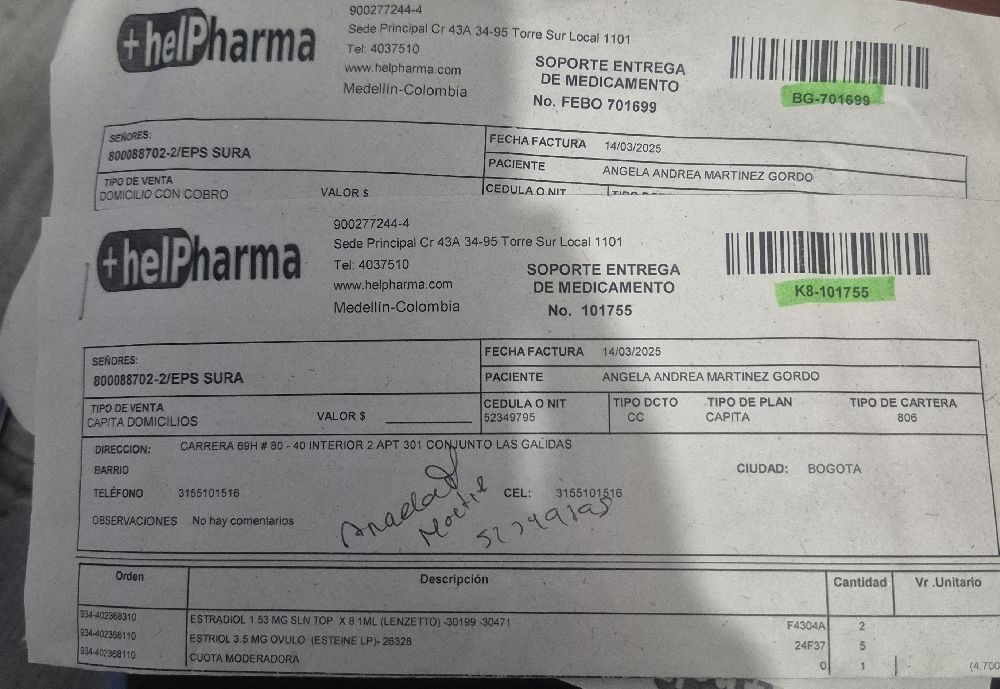 +helPharma
900277244-4
Sede Principal Cr 43A 34-95 Torre Sur Local 1101
Tel: 4037510
www.helpharma.com
Medellín-Colombia
SOPORTE ENTREGA
DE MEDICAMENTO
No. FEBO 701699
BG-701699
SEÑORES:
800088702-2/EPS SURA
FECHA FACTURA 14/03/2025
PACIENTE ANGELA ANDREA MARTINEZ GORDO
TIPO DE VENTA
DOMICILIO CON COBRO
VALOR $
CEDULA O NIT
+helPharma
900277244-4
Sede Principal Cr 43A 34-95 Torre Sur Local 1101
Tel: 4037510
www.helpharma.com
Medellín-Colombia
SOPORTE ENTREGA
DE MEDICAMENTO
No. 101755
K8-101755
SEÑORES:
800088702-2/EPS SURA
FECHA FACTURA 14/03/2025
PACIENTE ANGELA ANDREA MARTINEZ GORDO
TIPO DE VENTA
CAPITA DOMICILIOS
VALOR $
CEDULA O NIT TIPO DCTO TIPO DE PLAN TIPO DE CARTERA
52349795 CC CAPITA 806
DIRECCION: CARRERA 69H # 80 - 40 INTERIOR 2 APT 301 CONJUNTO LAS GALIDAS
BARRIO
CIUDAD: BOGOTA
TELÉFONO 3155101516
CEL: 3155101516
OBSERVACIONES No hay comentarios
Orden Descripción Cantidad Vr .Unitario
934-402368310 ESTRADIOL 1.53 MG SLN TOP X 8 1ML (LENZETTO) -30199 -30471 F4304A 2
934-402368110 ESTRIOL 3.5 MG OVULO (ESTEINE LP)- 26328 24F37 5
934-402368110 CUOTA MODERADORA 0 1 - (4.700